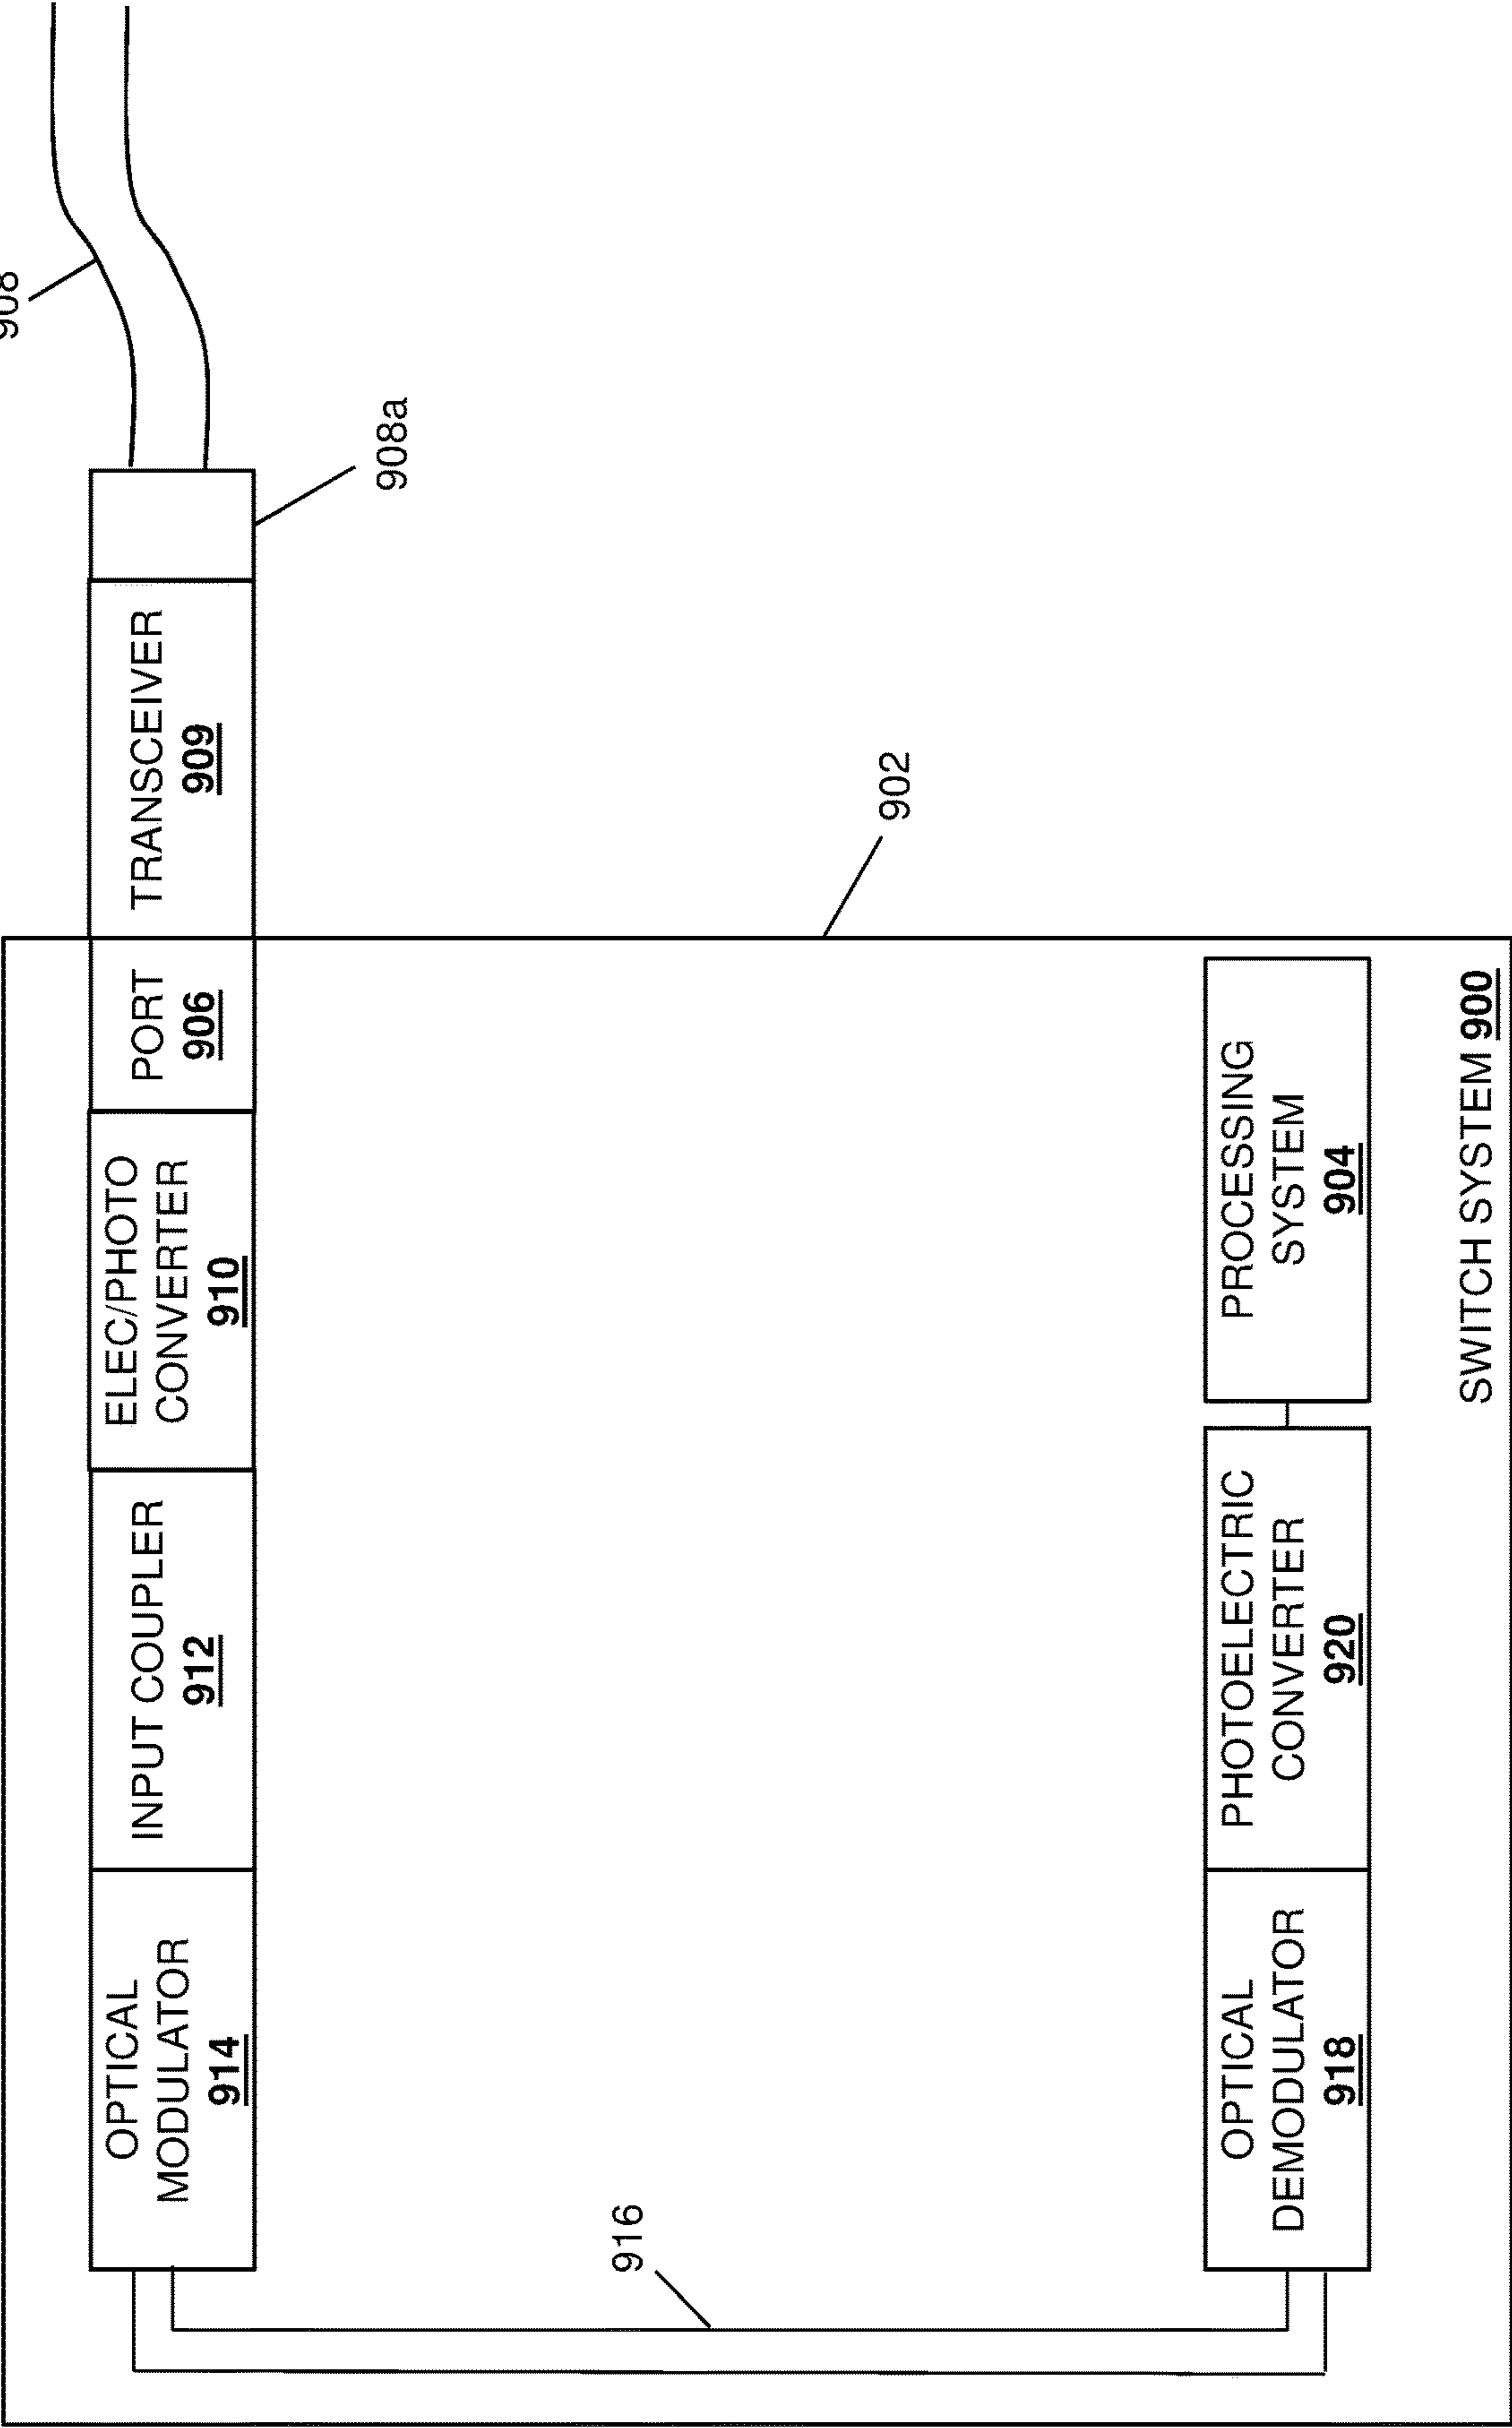 908
908a
TRANSCEIVER
909
902
PORT
906
ELEC/PHOTO
CONVERTER
910
INPUT COUPLER
912
OPTICAL
MODULATOR
914
916
OPTICAL
DEMODULATOR
918
PHOTOELECTRIC
CONVERTER
920
PROCESSING
SYSTEM
904
SWITCH SYSTEM 900